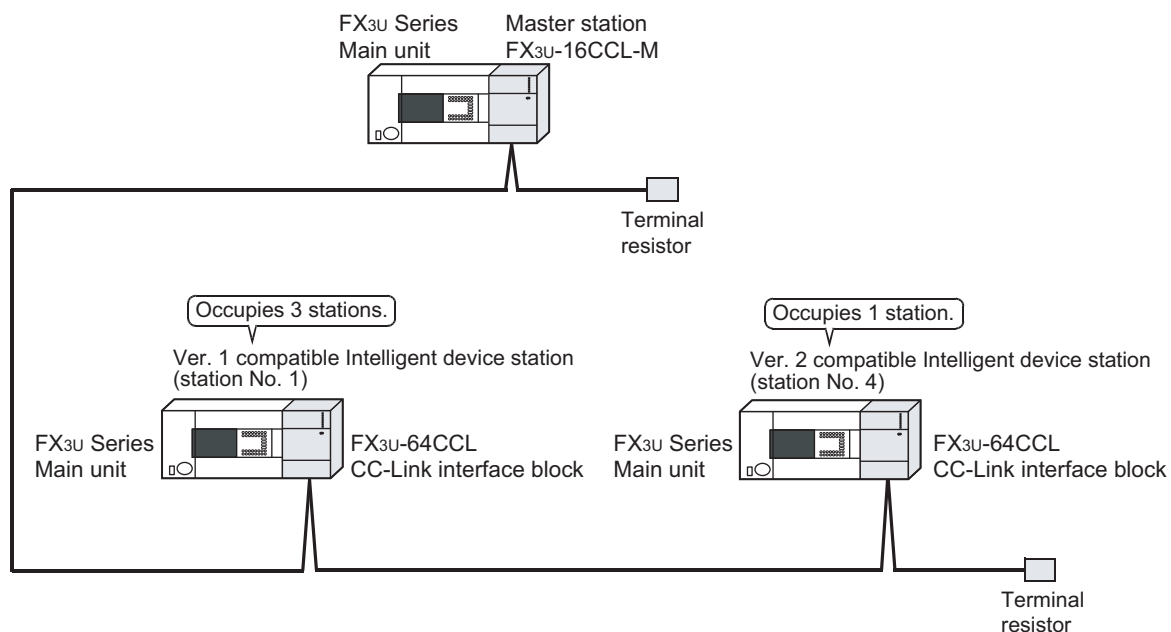 FX3U Series
Main unit
Master station
FX3U-16CCL-M
Terminal
resistor
Occupies 3 stations.
Ver. 1 compatible Intelligent device station
(station No. 1)
FX3U Series
Main unit
FX3U-64CCL
CC-Link interface block
Occupies 1 station.
Ver. 2 compatible Intelligent device station
(station No. 4)
FX3U Series
Main unit
FX3U-64CCL
CC-Link interface block
Terminal
resistor